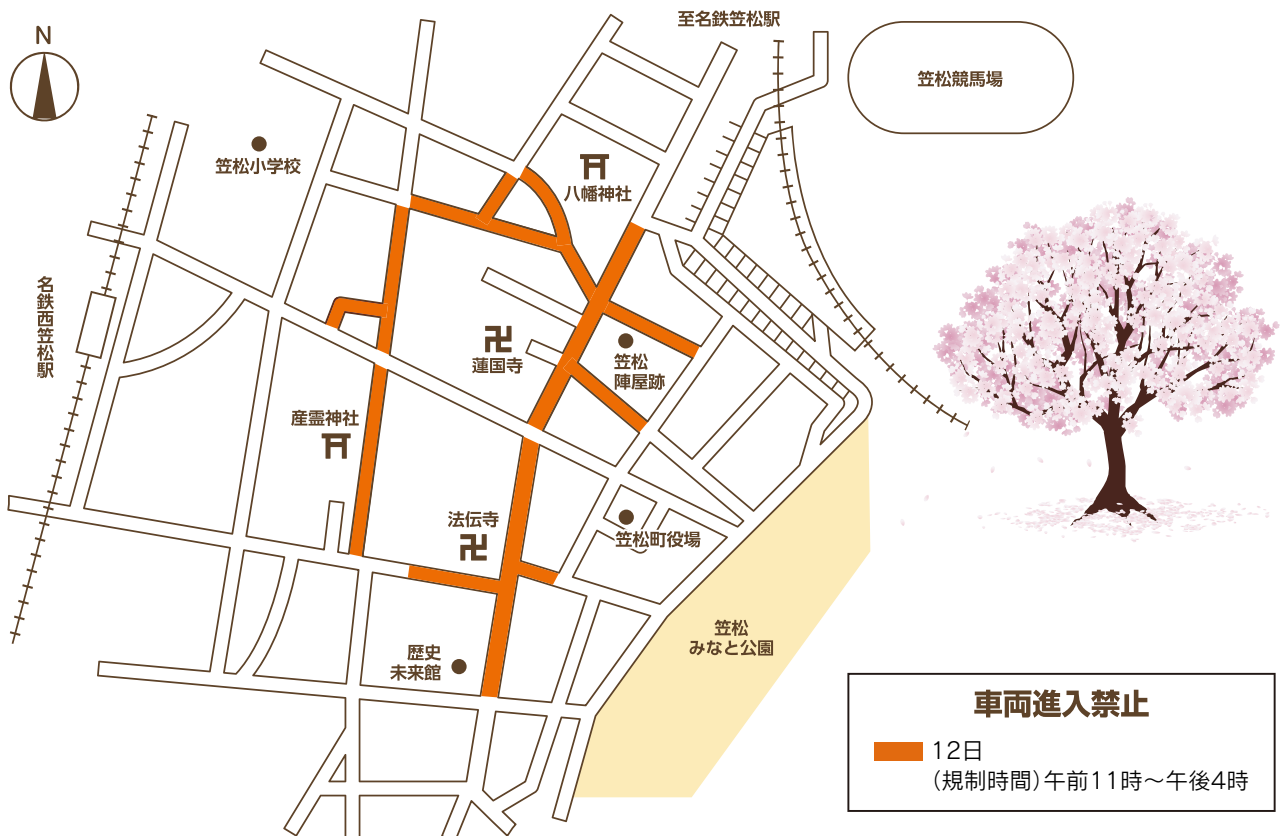 至名鉄笠松駅
N
笠松競馬場
笠松小学校
八幡神社
名鉄西笠松駅
蓮国寺
笠松
陣屋跡
産霊神社
法伝寺
笠松町役場
笠松
みなと公園
歴史
未来館
車両進入禁止
12日
(規制時間)午前11時～午後4時